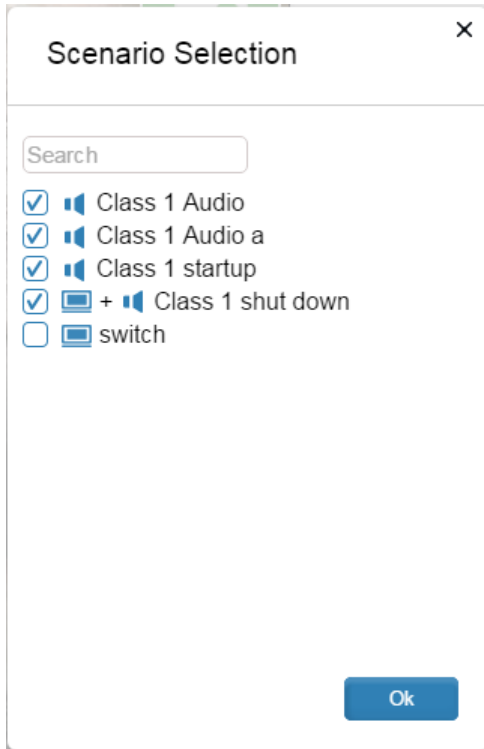 Scenario Selection
Search
Class 1 Audio
Class 1 Audio a
Class 1 startup
+ Class 1 shut down
switch
Ok